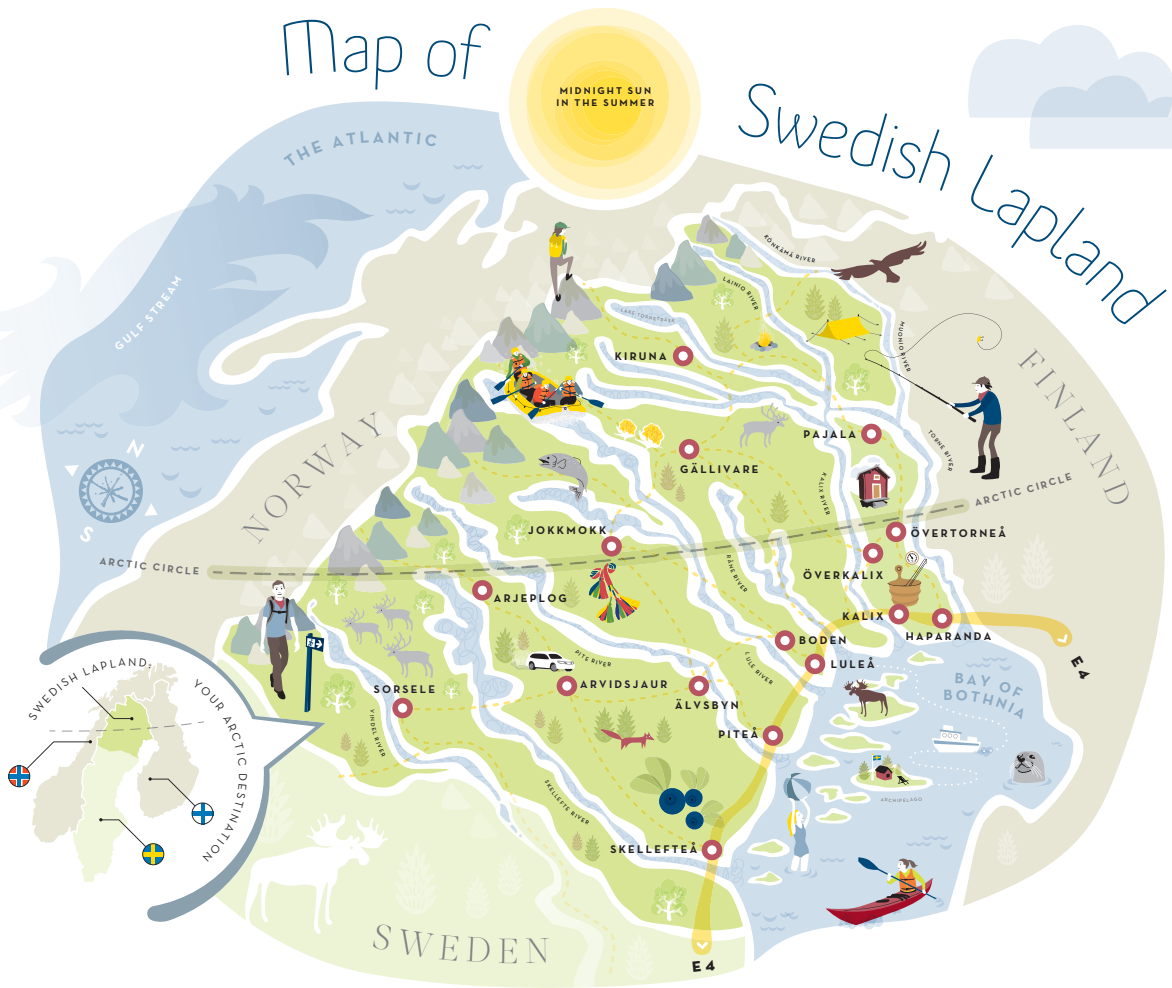 Map of
Swedish Lapland
MIDNIGHT SUN
IN THE SUMMER
THE ATLANTIC
GULF STREAM
N
S
NORWAY
FINLAND
KÖNKÄMÄ RIVER
LAINIO RIVER
LAKE TORNETRÄSK
MUONIO RIVER
KIRUNA
PAJALA
TORNE RIVER
GÄLLIVARE
KALIX RIVER
ARCTIC CIRCLE
JOKKMOKK
ÖVERTORNEÅ
ARCTIC CIRCLE
ÖVERKALIX
RÅNE RIVER
ARJEPLOG
KALIX
HAPARANDA
BODEN
LULEÅ
E4
PITE RIVER
LULE RIVER
SWEDISH LAPLAND:
YOUR ARCTIC DESTINATION
SORSELE
ARVIDSJAUR
ÄLVSBYN
BAY OF
BOTHNIA
VINDEL RIVER
PITEÅ
SKELLEFTE RIVER
ARCHIPELAGO
SKELLEFTEÅ
SWEDEN
E4